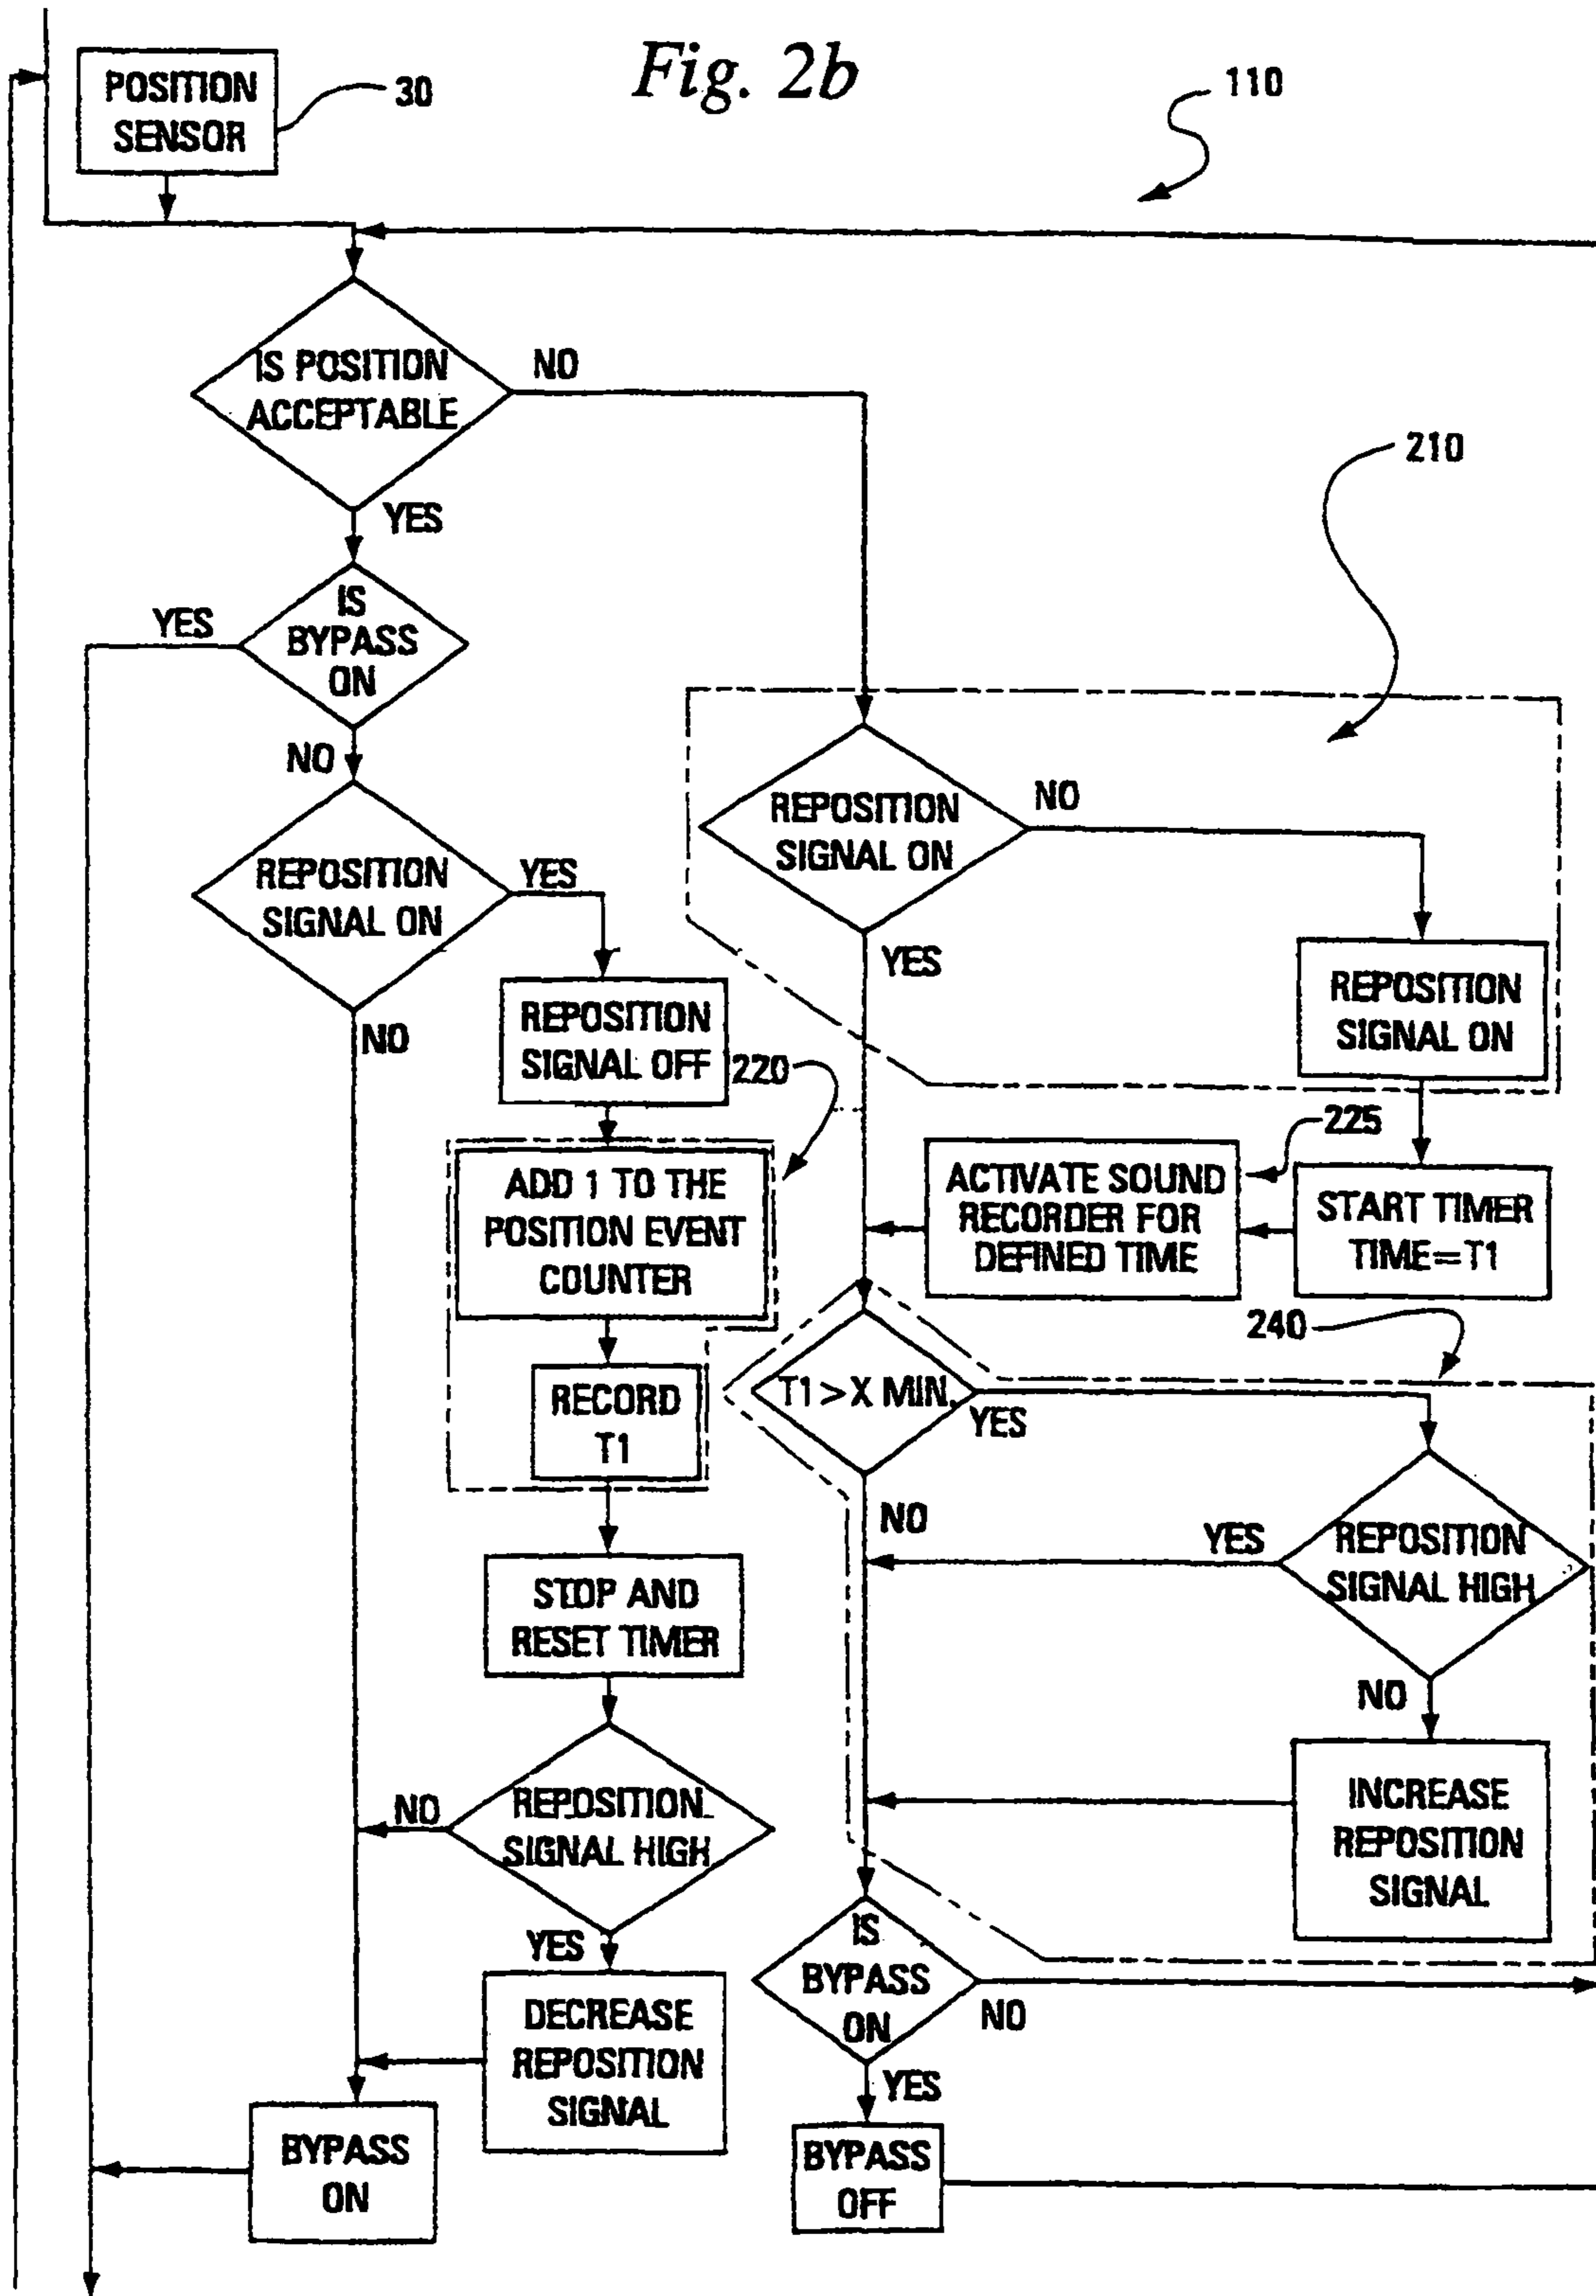 Fig. 2b
POSITION
SENSOR
30
110
IS POSITION
ACCEPTABLE
NO
YES
210
IS
BYPASS
ON
YES
NO
REPOSITION
SIGNAL ON
YES
NO
REPOSITION
SIGNAL ON
NO
YES
REPOSITION
SIGNAL ON
REPOSITION
SIGNAL OFF
220
ADD 1 TO THE
POSITION EVENT
COUNTER
RECORD
T1
225
ACTIVATE SOUND
RECORDER FOR
DEFINED TIME
START TIMER
TIME=T1
240
T1 > X MIN.
YES
NO
REPOSITION
SIGNAL HIGH
YES
NO
STOP AND
RESET TIMER
REPOSITION
SIGNAL HIGH
NO
YES
INCREASE
REPOSITION
SIGNAL
DECREASE
REPOSITION
SIGNAL
IS
BYPASS
ON
NO
YES
BYPASS
ON
BYPASS
OFF